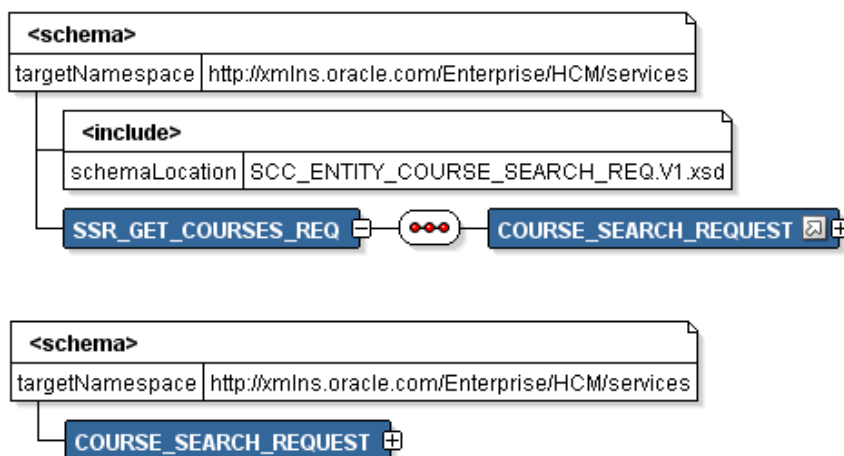 <schema>
targetNamespace http://xmlns.oracle.com/Enterprise/HCM/services
<include>
schemaLocation SCC_ENTITY_COURSE_SEARCH_REQ.V1.xsd
SSR_GET_COURSES_REQ COURSE_SEARCH_REQUEST
<schema>
targetNamespace http://xmlns.oracle.com/Enterprise/HCM/services
COURSE_SEARCH_REQUEST